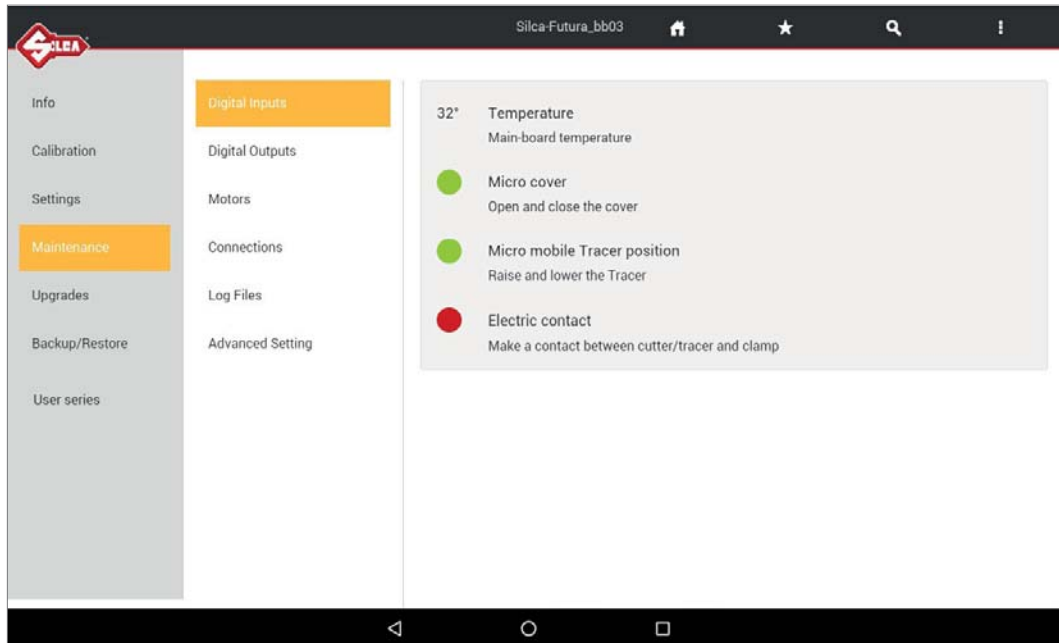 Silca-Futura_bb03
SILCA
Info
Calibration
Settings
Maintenance
Upgrades
Backup/Restore
User series
Digital Inputs
Digital Outputs
Motors
Connections
Log Files
Advanced Setting
32° Temperature
Main-board temperature
Micro cover
Open and close the cover
Micro mobile Tracer position
Raise and lower the Tracer
Electric contact
Make a contact between cutter/tracer and clamp